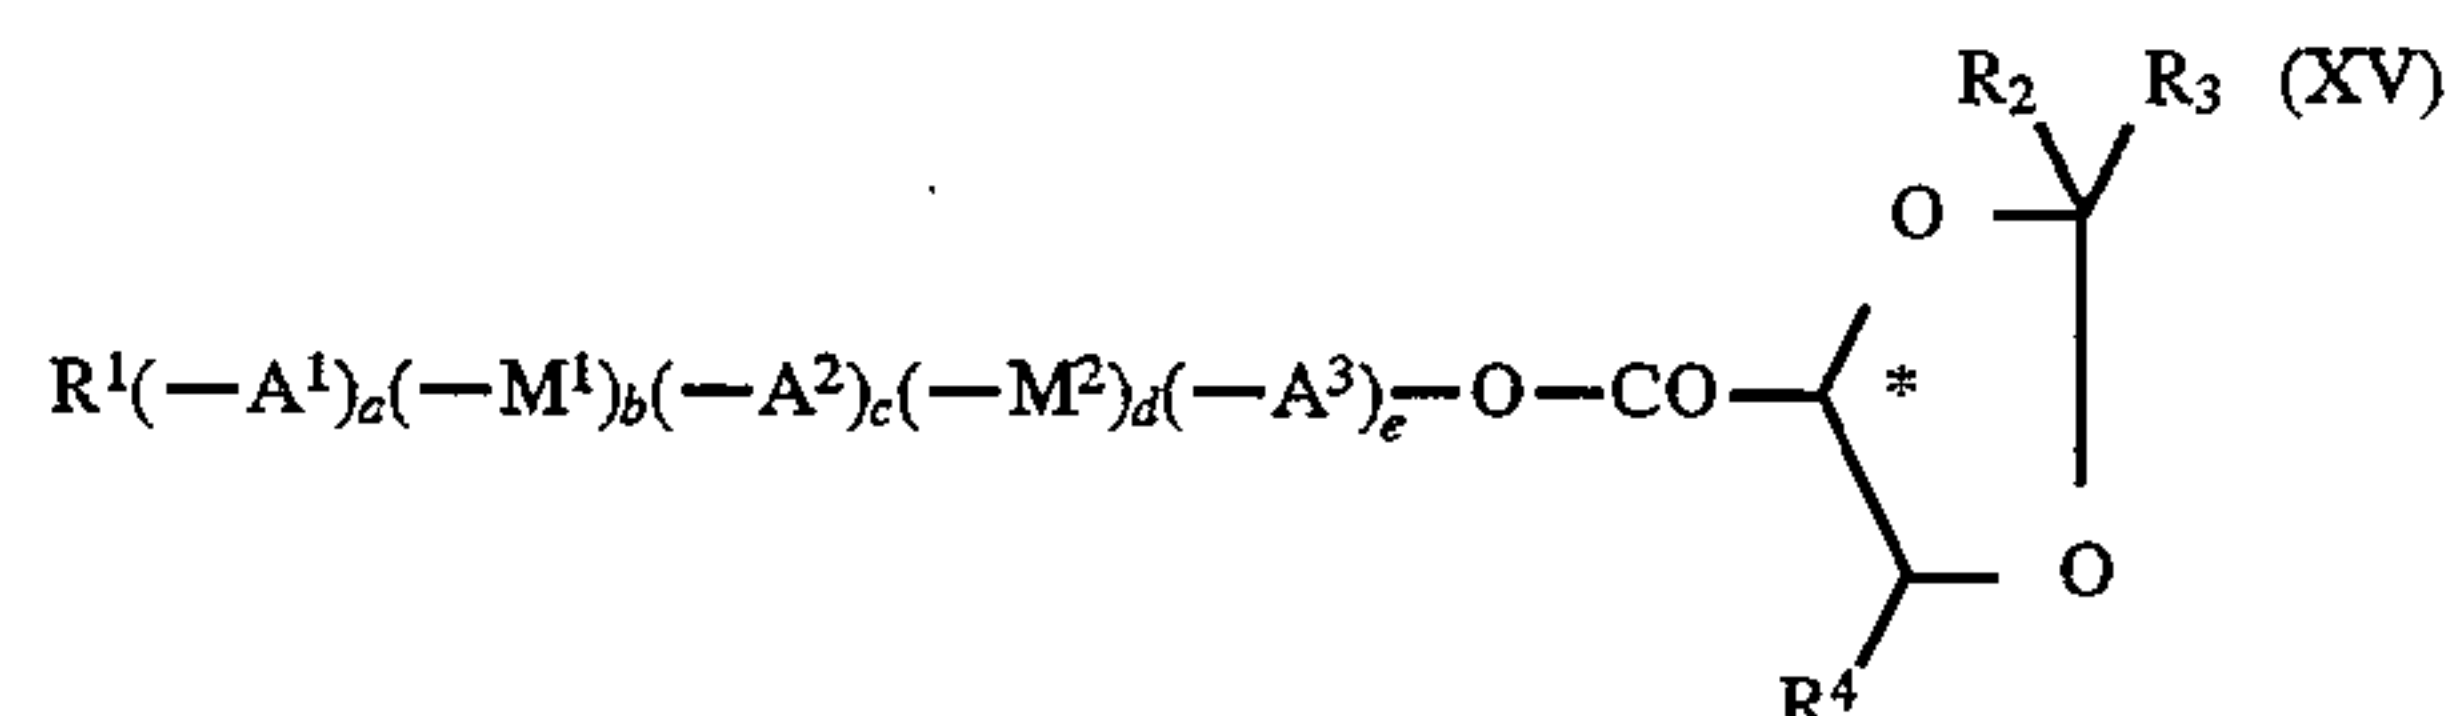 R₂ R₃ (XV)
O
R¹(—A¹)ₐ(—M¹)b(—A²)c(—M²)d(—A³)ₑ—O—CO— *
O
R⁴